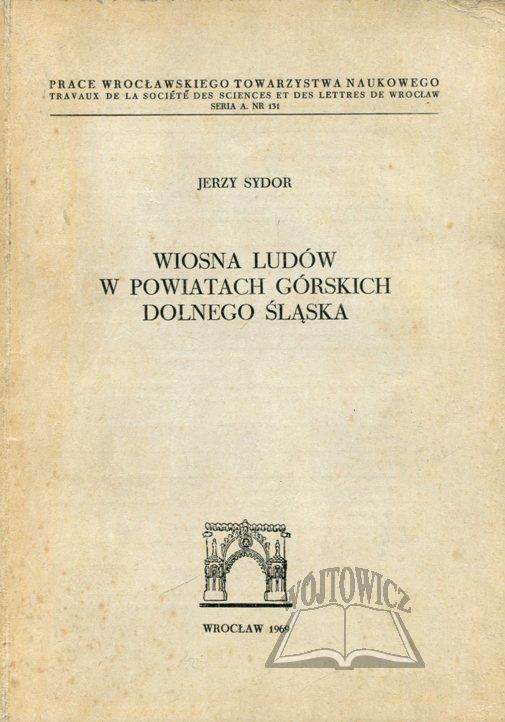 PRACE WROCŁAWSKIEGO TOWARZYSTWA NAUKOWEGO
TRAVAUX DE LA SOCIÉTÉ DES SCIENCES ET DES LETTRES DE WROCŁAW
SERIA A. NR 131
JERZY SYDOR
WIOSNA LUDÓW
W POWIATACH GÓRSKICH
DOLNEGO ŚLĄSKA
WÓJTOWICZ
WROCŁAW 1969